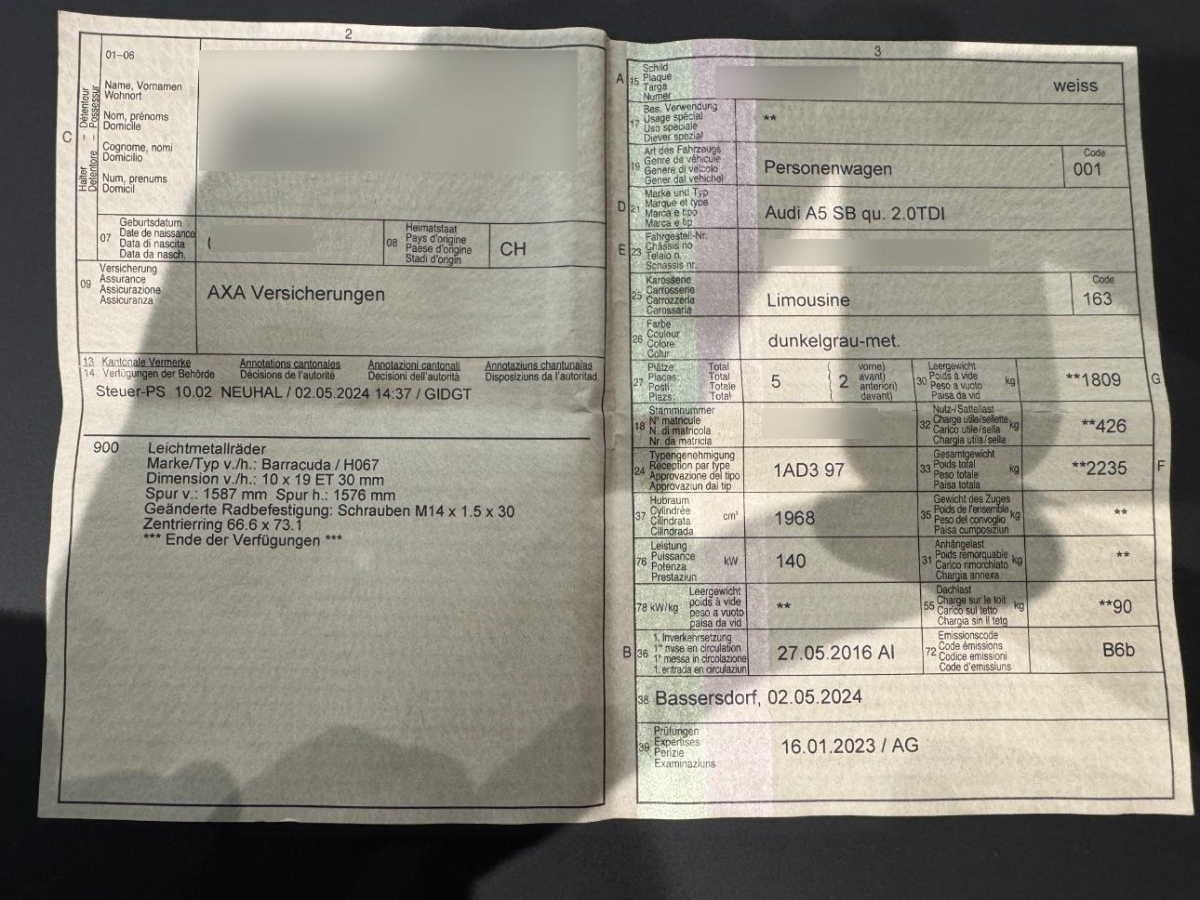 2
01–06
Name, Vornamen
Wohnort
Nom, prénoms
Domicile
Cognome, nomi
Domicilio
Num, prenums
Domicil
C
Halter – Détenteur
Detentore – Possessur
07
Geburtsdatum
Date de naissance
Data di nascita
Data da nasch.
08
Heimatstaat
Pays d'origine
Paese d'origine
Stadi d'origin
CH
09
Versicherung
Assurance
Assicurazione
Assicuranza
AXA Versicherungen
13 Kantonale Vermerke Annotations cantonales Annotazioni cantonali Annotaziuns chantunalas
14 Verfügungen der Behörde Décisions de l'autorité Decisioni dell'autorità Disposiziuns da l'autoritad
Steuer-PS 10.02 NEUHAL / 02.05.2024 14:37 / GIDGT
900 Leichtmetallräder
Marke/Typ v./h.: Barracuda / H067
Dimension v./h.: 10 x 19 ET 30 mm
Spur v.: 1587 mm Spur h.: 1576 mm
Geänderte Radbefestigung: Schrauben M14 x 1.5 x 30
Zentrierring 66.6 x 73.1
*** Ende der Verfügungen ***
3
A
15
Schild
Plaque
Targa
Numer
weiss
17
Bes. Verwendung
Usage spécial
Uso speciale
Diever spezial
**
19
Art des Fahrzeugs
Genre de véhicule
Genere di veicolo
Gener dal vehichel
Personenwagen
Code
001
D
21
Marke und Typ
Marque et type
Marca e tipo
Marca e tip
Audi A5 SB qu. 2.0TDI
E
23
Fahrgestell-Nr.
Châssis no
Telaio n.
Schassis nr.
25
Karosserie
Carrosserie
Carrozzeria
Carossaria
Limousine
Code
163
26
Farbe
Couleur
Colore
Colur
dunkelgrau-met.
27
Plätze: Total
Places: Total
Posti: Totale
Plazs: Total
5
( 2
vorne)
avant)
anteriori)
davant)
30
Leergewicht
Poids à vide
Peso a vuoto
Paisa da vid
kg
**1809
G
18
Stammnummer
N° matricule
N. di matricola
Nr. da matricla
32
Nutz-/Sattellast
Charge utile/sellette
Carico utile/sella
Chargia utila/sella
kg
**426
24
Typengenehmigung
Réception par type
Approvazione del tipo
Approvaziun dal tip
1AD3 97
33
Gesamtgewicht
Poids total
Peso totale
Paisa totala
kg
**2235
F
37
Hubraum
Cylindrée
Cilindrata
Cilindrada
cm³
1968
35
Gewicht des Zuges
Poids de l'ensemble
Peso del convoglio
Paisa cumposiziun
kg
**
76
Leistung
Puissance
Potenza
Prestaziun
kW
140
31
Anhängelast
Poids remorquable
Carico rimorchiato
Chargia annexa
kg
**
78 kW/kg
Leergewicht
poids à vide
peso a vuoto
paisa da vid
**
55
Dachlast
Charge sur le toit
Carico sul tetto
Chargia sin il tetg
kg
**90
B
36
1. Inverkehrsetzung
1re mise en circulation
1a messa in circolazione
1. entrada en circulaziun
27.05.2016 AI
72
Emissionscode
Code émissions
Codice emissioni
Code d'emissiuns
B6b
38 Bassersdorf, 02.05.2024
39
Prüfungen
Expertises
Perizie
Examinaziuns
16.01.2023 / AG